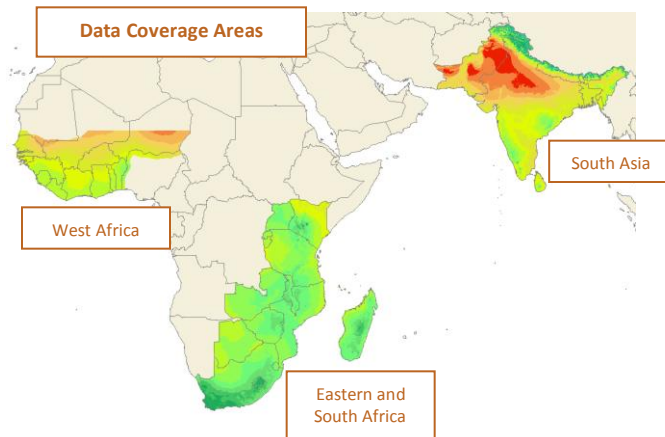 Data Coverage Areas
South Asia
West Africa
Eastern and
South Africa